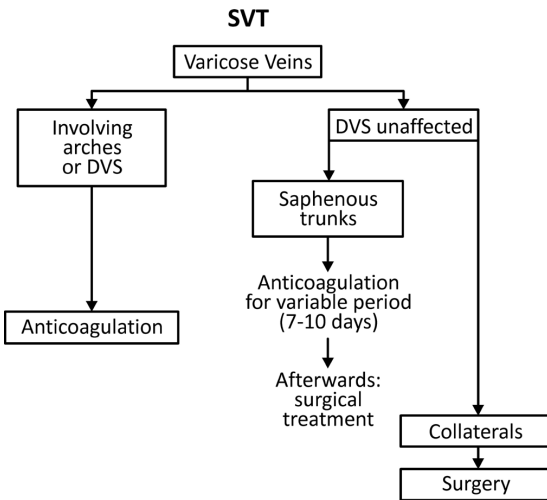 SVT
Varicose Veins
Involving
arches
or DVS
DVS unaffected
Saphenous
trunks
Anticoagulation
for variable period
(7-10 days)
Anticoagulation
Afterwards:
surgical
treatment
Collaterals
Surgery